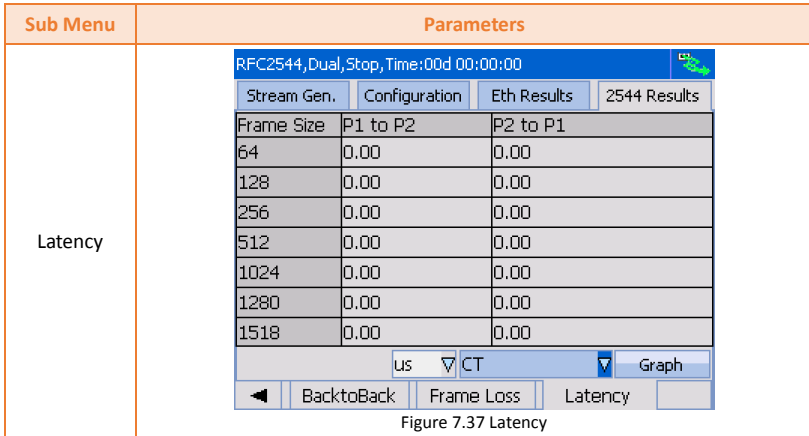 Sub Menu Parameters
RFC2544,Dual,Stop,Time:00d 00:00:00
Stream Gen. Configuration Eth Results 2544 Results
Frame Size P1 to P2 P2 to P1
64 0.00 0.00
128 0.00 0.00
256 0.00 0.00
512 0.00 0.00
Latency
1024 0.00 0.00
1280 0.00 0.00
1518 0.00 0.00
us CT Graph
BacktoBack Frame Loss Latency
Figure 7.37 Latency